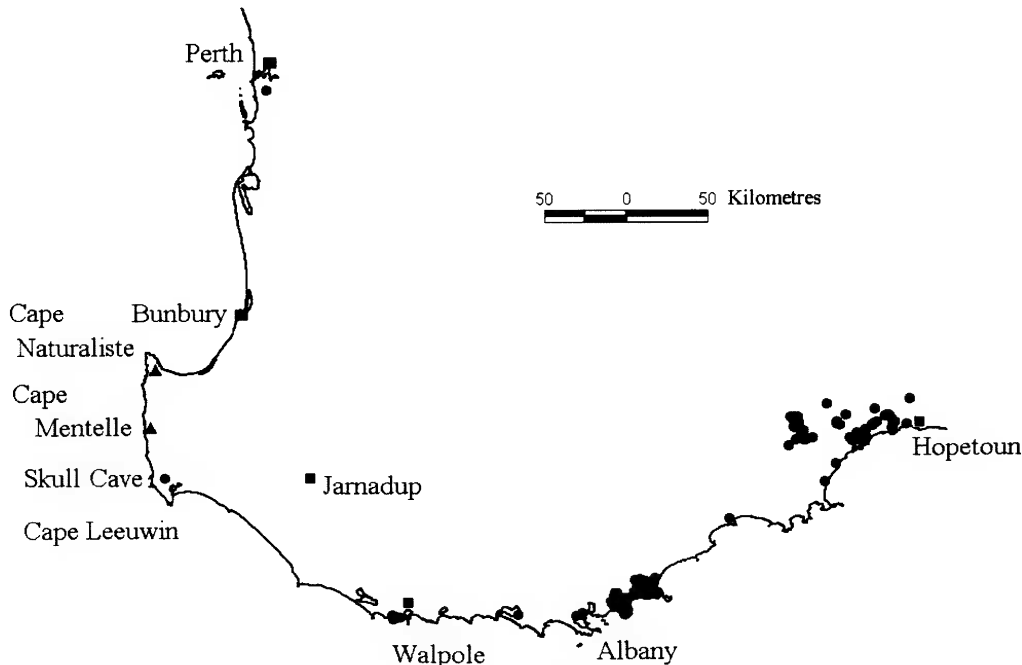 Perth
50 0 50 Kilometres
Cape Bunbury
Naturaliste
Cape
Mentelle
Hopetoun
Skull Cave
Jarnadup
Cape Leeuwin
Walpole
Albany